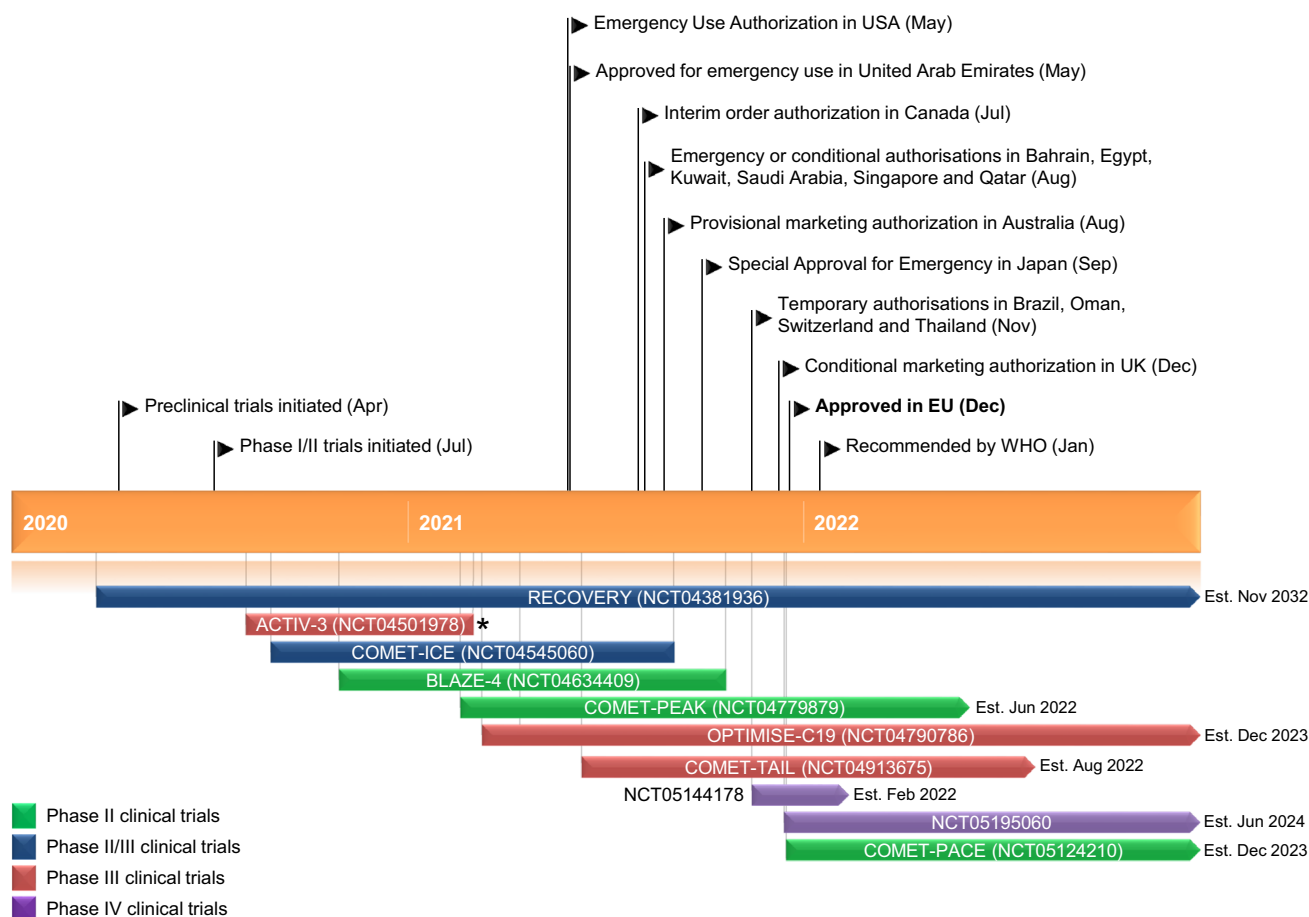 Emergency Use Authorization in USA (May)
Approved for emergency use in United Arab Emirates (May)
Interim order authorization in Canada (Jul)
Emergency or conditional authorisations in Bahrain, Egypt,
Kuwait, Saudi Arabia, Singapore and Qatar (Aug)
Provisional marketing authorization in Australia (Aug)
Special Approval for Emergency in Japan (Sep)
Temporary authorisations in Brazil, Oman,
Switzerland and Thailand (Nov)
Conditional marketing authorization in UK (Dec)
Preclinical trials initiated (Apr)
Approved in EU (Dec)
Phase I/II trials initiated (Jul)
Recommended by WHO (Jan)
2020
2021
2022
RECOVERY (NCT04381936)
Est. Nov 2032
ACTIV-3 (NCT04501978)
*
COMET-ICE (NCT04545060)
BLAZE-4 (NCT04634409)
COMET-PEAK (NCT04779879)
Est. Jun 2022
OPTIMISE-C19 (NCT04790786)
Est. Dec 2023
COMET-TAIL (NCT04913675)
Est. Aug 2022
NCT05144178
Est. Feb 2022
NCT05195060
Est. Jun 2024
COMET-PACE (NCT05124210)
Est. Dec 2023
Phase II clinical trials
Phase II/III clinical trials
Phase III clinical trials
Phase IV clinical trials